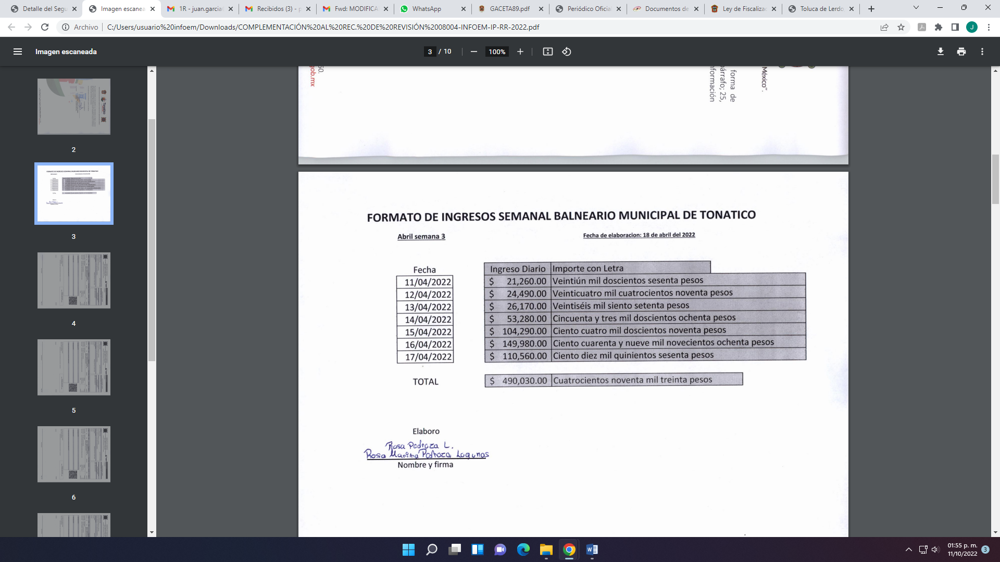 Detalle del Segu
Imagen escanea
1R - juan.garcia
Recibidos (3) - p
Fwd: MODIFICA
WhatsApp
GACETA89.pdf
Periódico Oficia
Documentos de
Ley de Fiscalizac
Toluca de Lerdo
Archivo
C:/Users/usuario%20infoem/Downloads/COMPLEMENTACIÓN%20AL%20REC.%20DE%20REVISIÓN%2008004-INFOEM-IP-RR-2022.pdf
J
Imagen escaneada
3 / 10
100%
2
3
4
5
6
50.
gob.mx
México".
forma de
párrafo; 25,
nformación
FORMATO DE INGRESOS SEMANAL BALNEARIO MUNICIPAL DE TONATICO
Abril semana 3
Fecha de elaboracion: 18 de abril del 2022
Fecha Ingreso Diario Importe con Letra
11/04/2022 $ 21,260.00 Veintiún mil doscientos sesenta pesos
12/04/2022 $ 24,490.00 Veinticuatro mil cuatrocientos noventa pesos
13/04/2022 $ 26,170.00 Veintiséis mil siento setenta pesos
14/04/2022 $ 53,280.00 Cincuenta y tres mil doscientos ochenta pesos
15/04/2022 $ 104,290.00 Ciento cuatro mil doscientos noventa pesos
16/04/2022 $ 149,980.00 Ciento cuarenta y nueve mil novecientos ochenta pesos
17/04/2022 $ 110,560.00 Ciento diez mil quinientos sesenta pesos
TOTAL $ 490,030.00 Cuatrocientos noventa mil treinta pesos
Elaboro
Rosa Pedroza L.
Rosa Marina Pedroza Lagunas
Nombre y firma
01:55 p. m.
11/10/2022
3